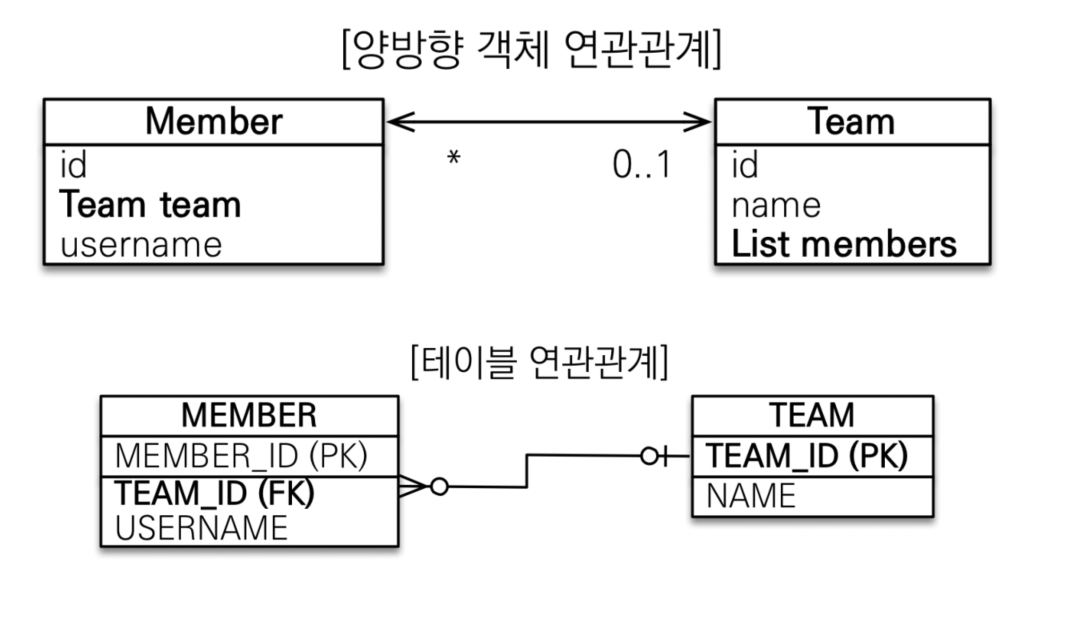 [양방향 객체 연관관계]
Member
id
Team team
username
*
0..1
Team
id
name
List members
[테이블 연관관계]
MEMBER
MEMBER_ID (PK)
TEAM_ID (FK)
USERNAME
TEAM
TEAM_ID (PK)
NAME